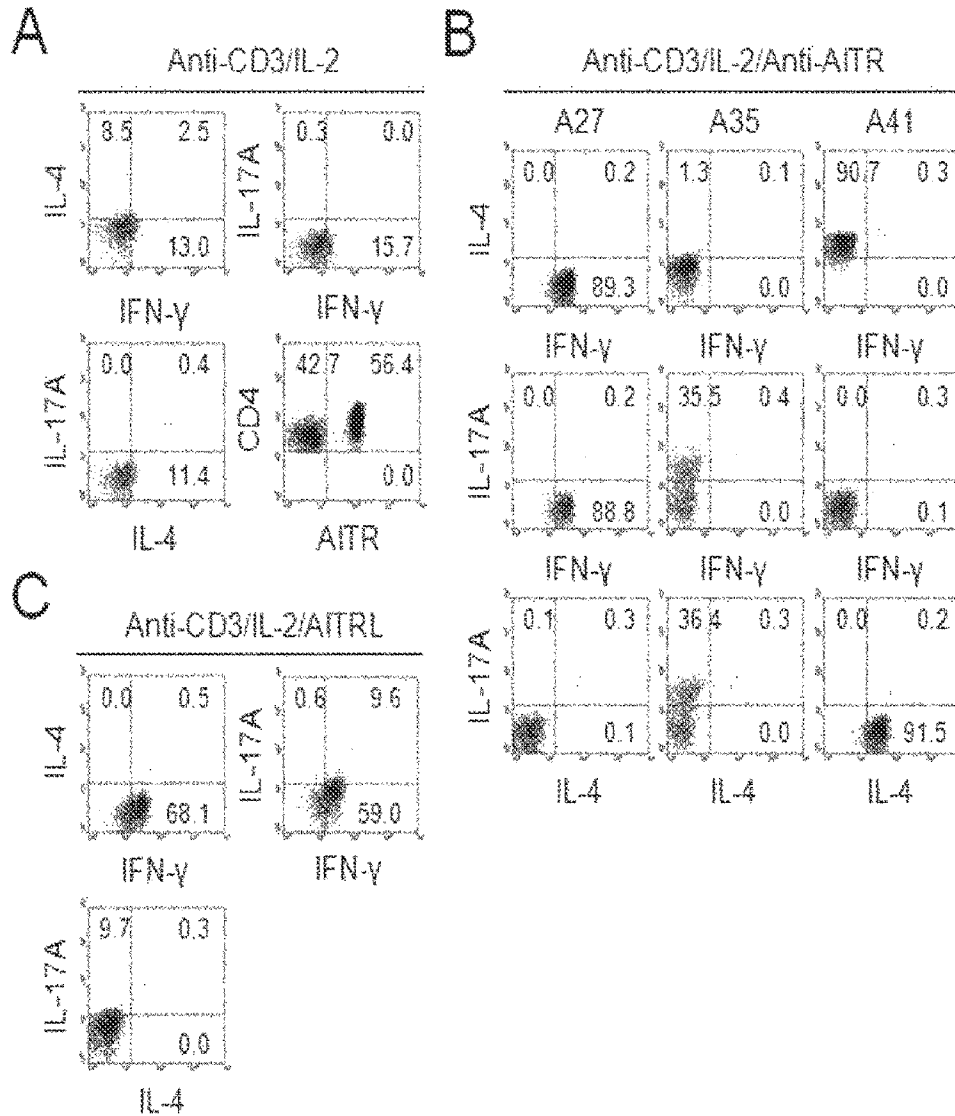 A
Anti-CD3/IL-2
8.5 2.5
0.3 0.0
IL-4
IL-17A
13.0
15.7
IFN-γ IFN-γ
0.0 0.4
42.7 56.4
IL-17A
CD4
11.4
0.0
IL-4 AITR
B
Anti-CD3/IL-2/Anti-AITR
A27 A35 A41
0.0 0.2
1.3 0.1
90.7 0.3
IL-4
89.3
0.0
0.0
IFN-γ IFN-γ IFN-γ
0.0 0.2
35.5 0.4
0.0 0.3
IL-17A
88.8
0.0
0.1
IFN-γ IFN-γ IFN-γ
0.1 0.3
36.4 0.3
0.0 0.2
IL-17A
0.1
0.0
91.5
IL-4 IL-4 IL-4
C
Anti-CD3/IL-2/AITRL
0.0 0.5
0.6 9.6
IL-4
IL-17A
68.1
59.0
IFN-γ IFN-γ
9.7 0.3
IL-17A
0.0
IL-4